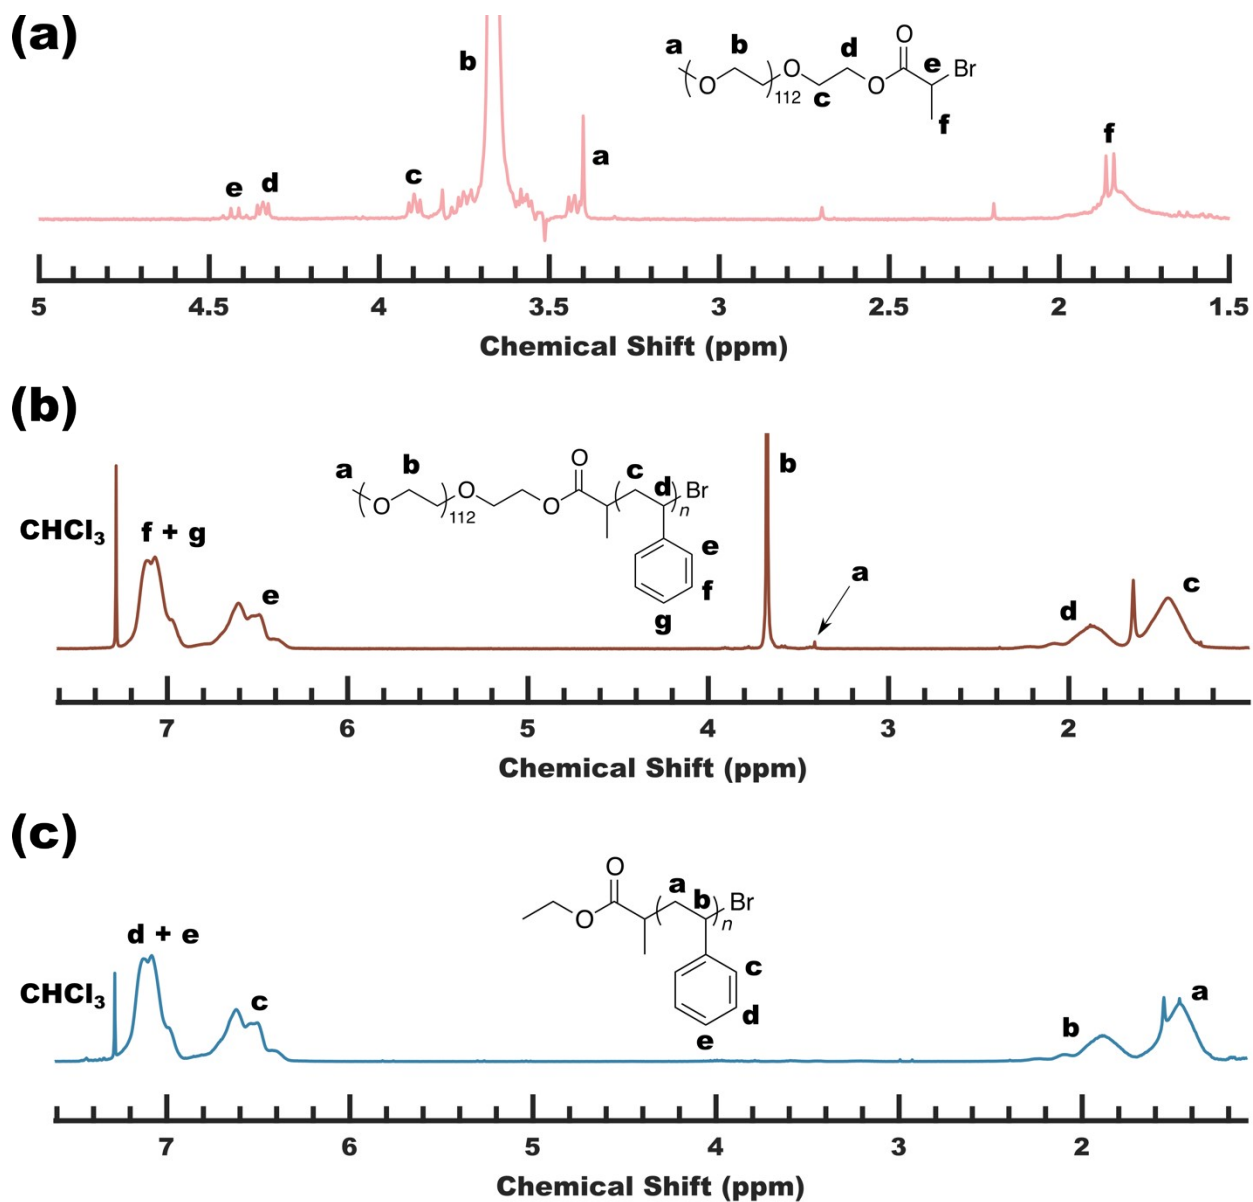 (a)
a b d O e Br
O 112 O c O f
b
e d c a f
5 4.5 4 3.5 3 2.5 2 1.5
Chemical Shift (ppm)
(b)
a b O c d Br
O 112 O O n
e
f
g
CHCl3 f + g e b a d c
7 6 5 4 3 2
Chemical Shift (ppm)
(c)
O a b Br
O n
c
d
e
CHCl3 d + e c b a
7 6 5 4 3 2
Chemical Shift (ppm)